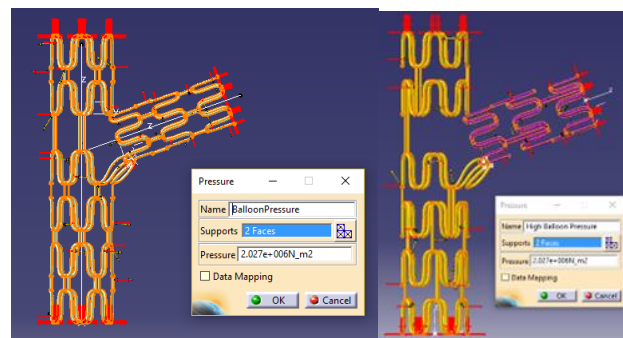 z
y
z
Pressure
Name BalloonPressure
Supports 2 Faces
Pressure 2.027e+006N_m2
Data Mapping
OK Cancel
Pressure
Name High Balloon Pressure
Supports 2 Faces
Pressure 2.027e+006N_m2
Data Mapping
OK Cancel